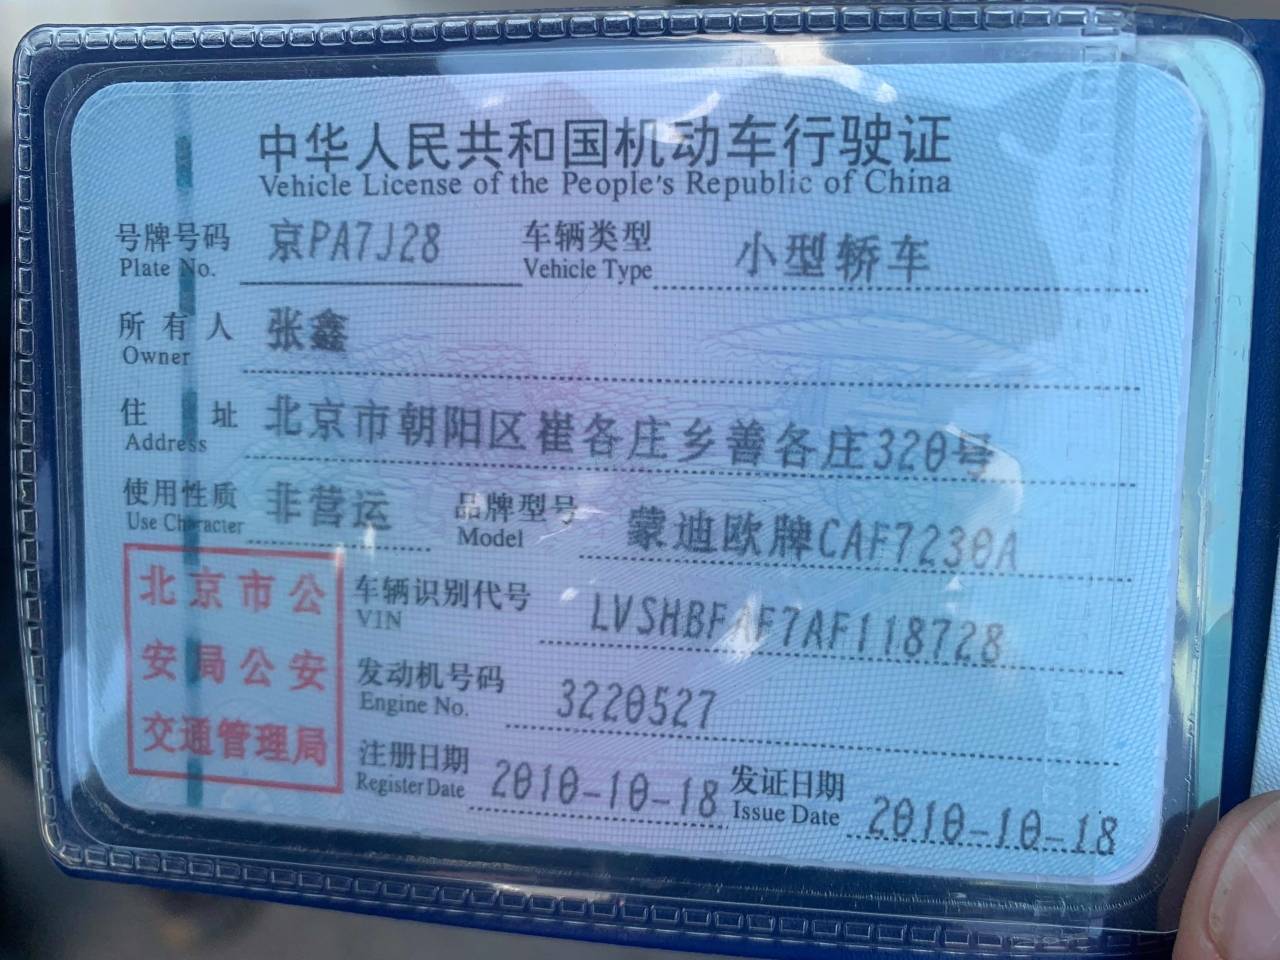 中华人民共和国机动车行驶证
Vehicle License of the People's Republic of China
号牌号码 京PA7J28 车辆类型 小型轿车
Plate No. Vehicle Type
所有人 张鑫
Owner
住址 北京市朝阳区崔各庄乡善各庄320号
Address
使用性质 非营运 品牌型号 蒙迪欧牌CAF7230A
Use Character Model
北京市公
安局公安
交通管理局
车辆识别代号 LVSHBFAF7AF118728
VIN
发动机号码 3220527
Engine No.
注册日期 2010-10-18 发证日期 2010-10-18
Register Date Issue Date